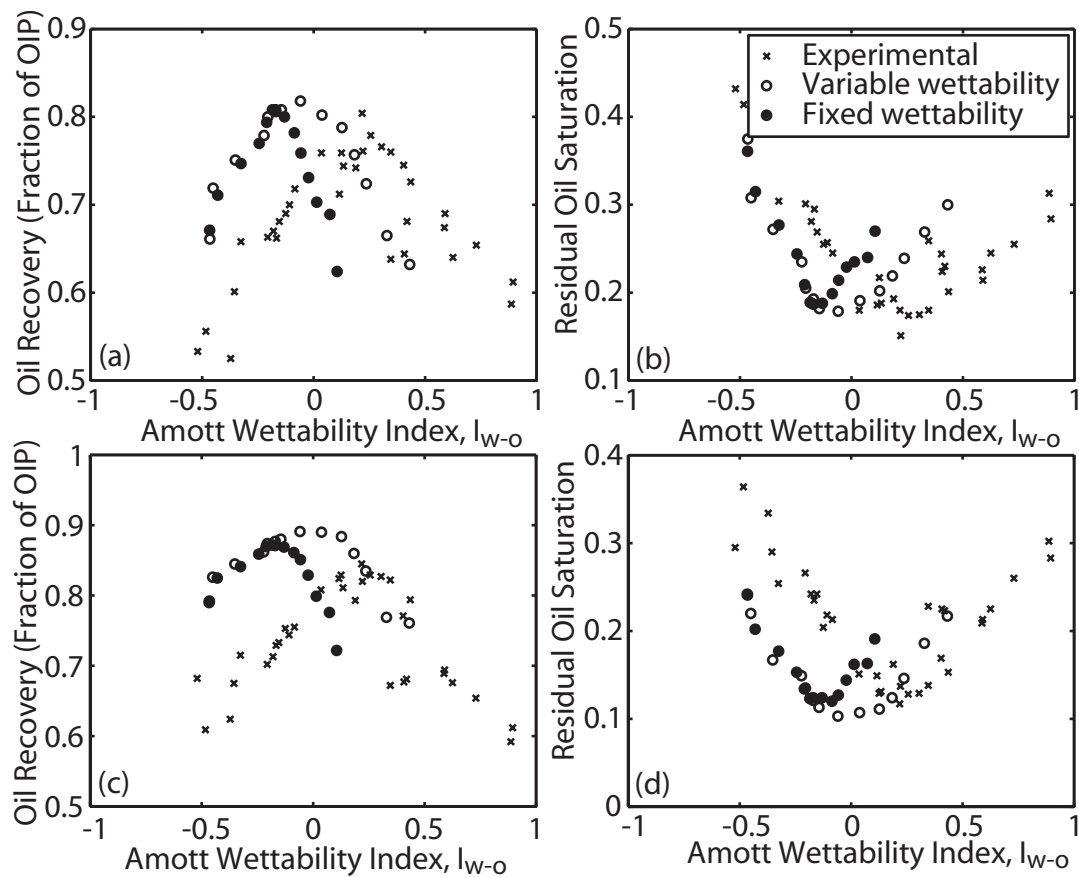 Oil Recovery (Fraction of OIP)
0.9
0.8
0.7
0.6
0.5
(a)
-1 -0.5 0 0.5 1
Amott Wettability Index, Iw-o
Residual Oil Saturation
0.5
0.4
0.3
0.2
0.1
Experimental
Variable wettability
Fixed wettability
(b)
-1 -0.5 0 0.5 1
Amott Wettability Index, Iw-o
Oil Recovery (Fraction of OIP)
1
0.9
0.8
0.7
0.6
0.5
(c)
-1 -0.5 0 0.5 1
Amott Wettability Index, Iw-o
Residual Oil Saturation
0.4
0.3
0.2
0.1
0
(d)
-1 -0.5 0 0.5 1
Amott Wettability Index, Iw-o